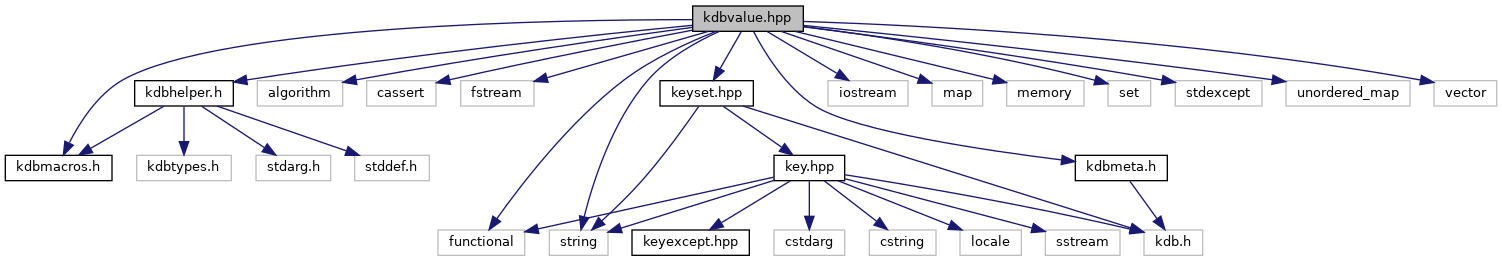 kdbvalue.hpp
kdbhelper.h
algorithm
cassert
fstream
keyset.hpp
iostream
map
memory
set
stdexcept
unordered_map
vector
kdbmacros.h
kdbtypes.h
stdarg.h
stddef.h
key.hpp
kdbmeta.h
functional
string
keyexcept.hpp
cstdarg
cstring
locale
sstream
kdb.h